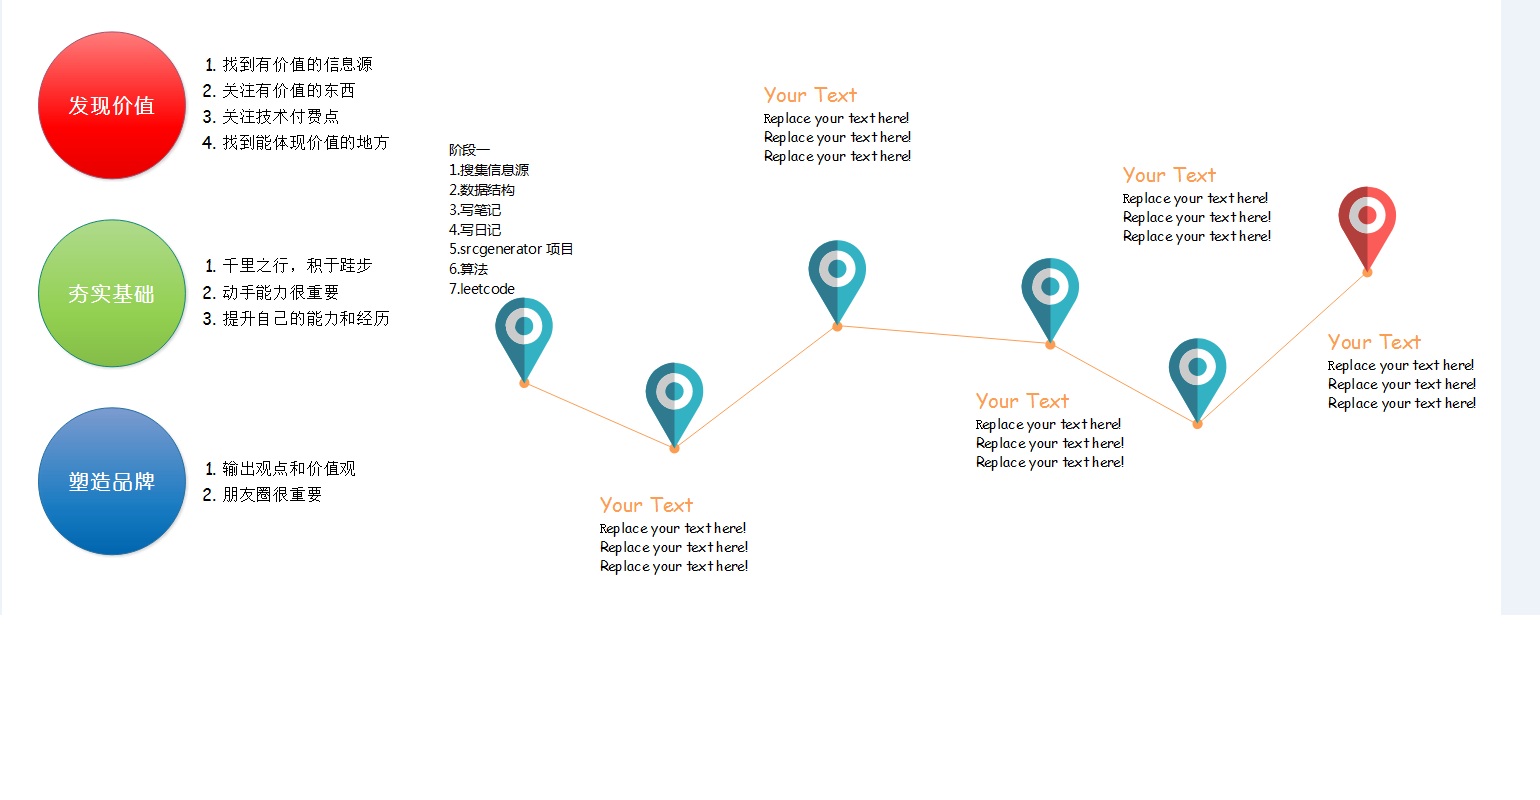 发现价值
1. 找到有价值的信息源
2. 关注有价值的东西
3. 关注技术付费点
4. 找到能体现价值的地方
夯实基础
1. 千里之行，积于跬步
2. 动手能力很重要
3. 提升自己的能力和经历
塑造品牌
1. 输出观点和价值观
2. 朋友圈很重要
阶段一
1.搜集信息源
2.数据结构
3.写笔记
4.写日记
5.srcgenerator 项目
6.算法
7.leetcode
Your Text
Replace your text here!
Replace your text here!
Replace your text here!
Your Text
Replace your text here!
Replace your text here!
Replace your text here!
Your Text
Replace your text here!
Replace your text here!
Replace your text here!
Your Text
Replace your text here!
Replace your text here!
Replace your text here!
Your Text
Replace your text here!
Replace your text here!
Replace your text here!